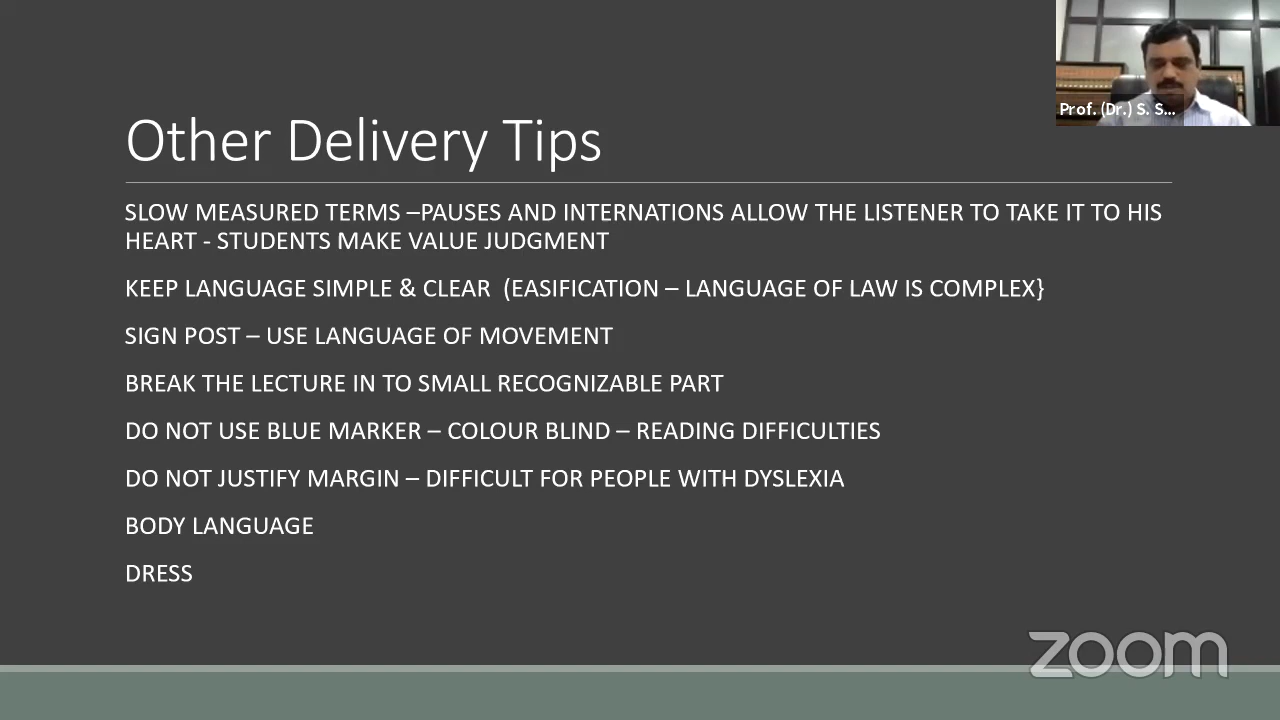 Prof. (Dr.) S. S...
Other Delivery Tips
SLOW MEASURED TERMS –PAUSES AND INTERNATIONS ALLOW THE LISTENER TO TAKE IT TO HIS
HEART - STUDENTS MAKE VALUE JUDGMENT
KEEP LANGUAGE SIMPLE & CLEAR (EASIFICATION – LANGUAGE OF LAW IS COMPLEX}
SIGN POST – USE LANGUAGE OF MOVEMENT
BREAK THE LECTURE IN TO SMALL RECOGNIZABLE PART
DO NOT USE BLUE MARKER – COLOUR BLIND – READING DIFFICULTIES
DO NOT JUSTIFY MARGIN – DIFFICULT FOR PEOPLE WITH DYSLEXIA
BODY LANGUAGE
DRESS
zoom